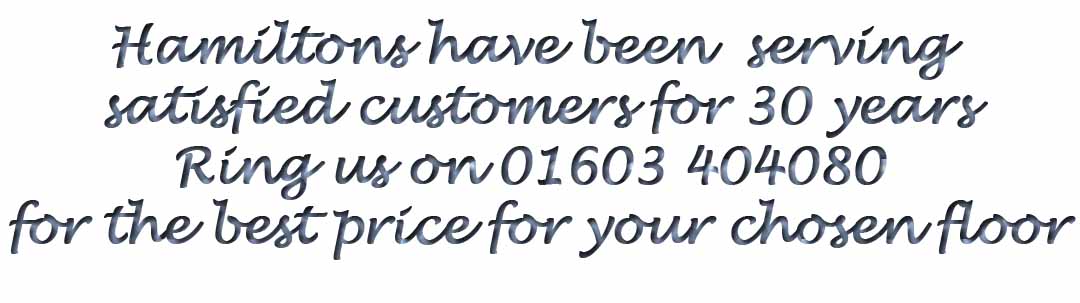 Hamiltons have been serving
satisfied customers for 30 years
Ring us on 01603 404080
for the best price for your chosen floor